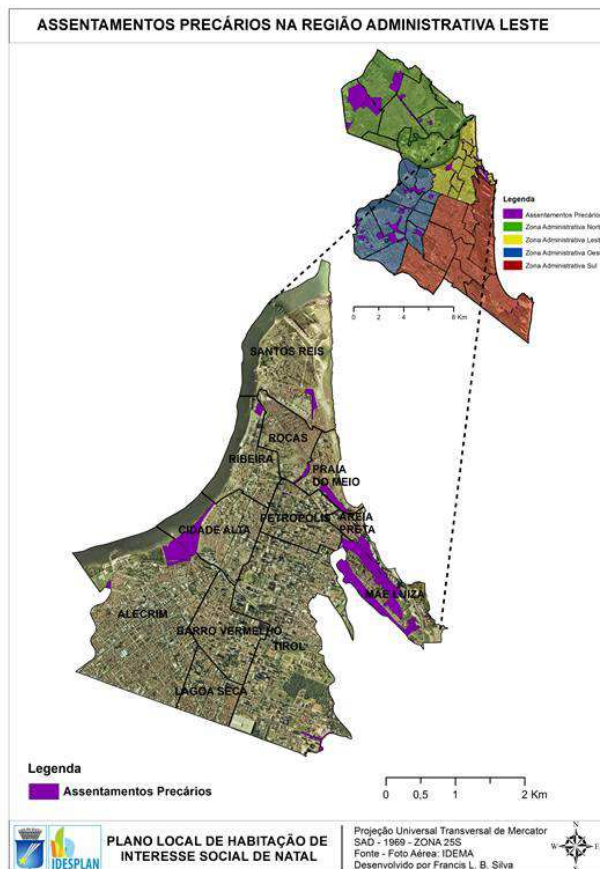 ASSENTAMENTOS PRECÁRIOS NA REGIÃO ADMINISTRATIVA LESTE
Legenda
Assentamentos Precários
Zona Administrativa Norte
Zona Administrativa Leste
Zona Administrativa Oeste
Zona Administrativa Sul
0 2 4 8 Km
SANTOS REIS
ROCAS
RIBEIRA
PRAIA
DO MEIO
CIDADE ALTA
PETRÓPOLIS
AREIA
PRETA
MÃE LUIZA
ALECRIM
BARRO VERMELHO
TIROL
LAGOA SECA
Legenda
Assentamentos Precários
0 0,5 1 2 Km
IDESPLAN
PLANO LOCAL DE HABITAÇÃO DE
INTERESSE SOCIAL DE NATAL
Projeção Universal Transversal de Mercator
SAD - 1969 - ZONA 25S
Fonte - Foto Aérea: IDEMA
Desenvolvido por Francis L. B. Silva
N
W E
S